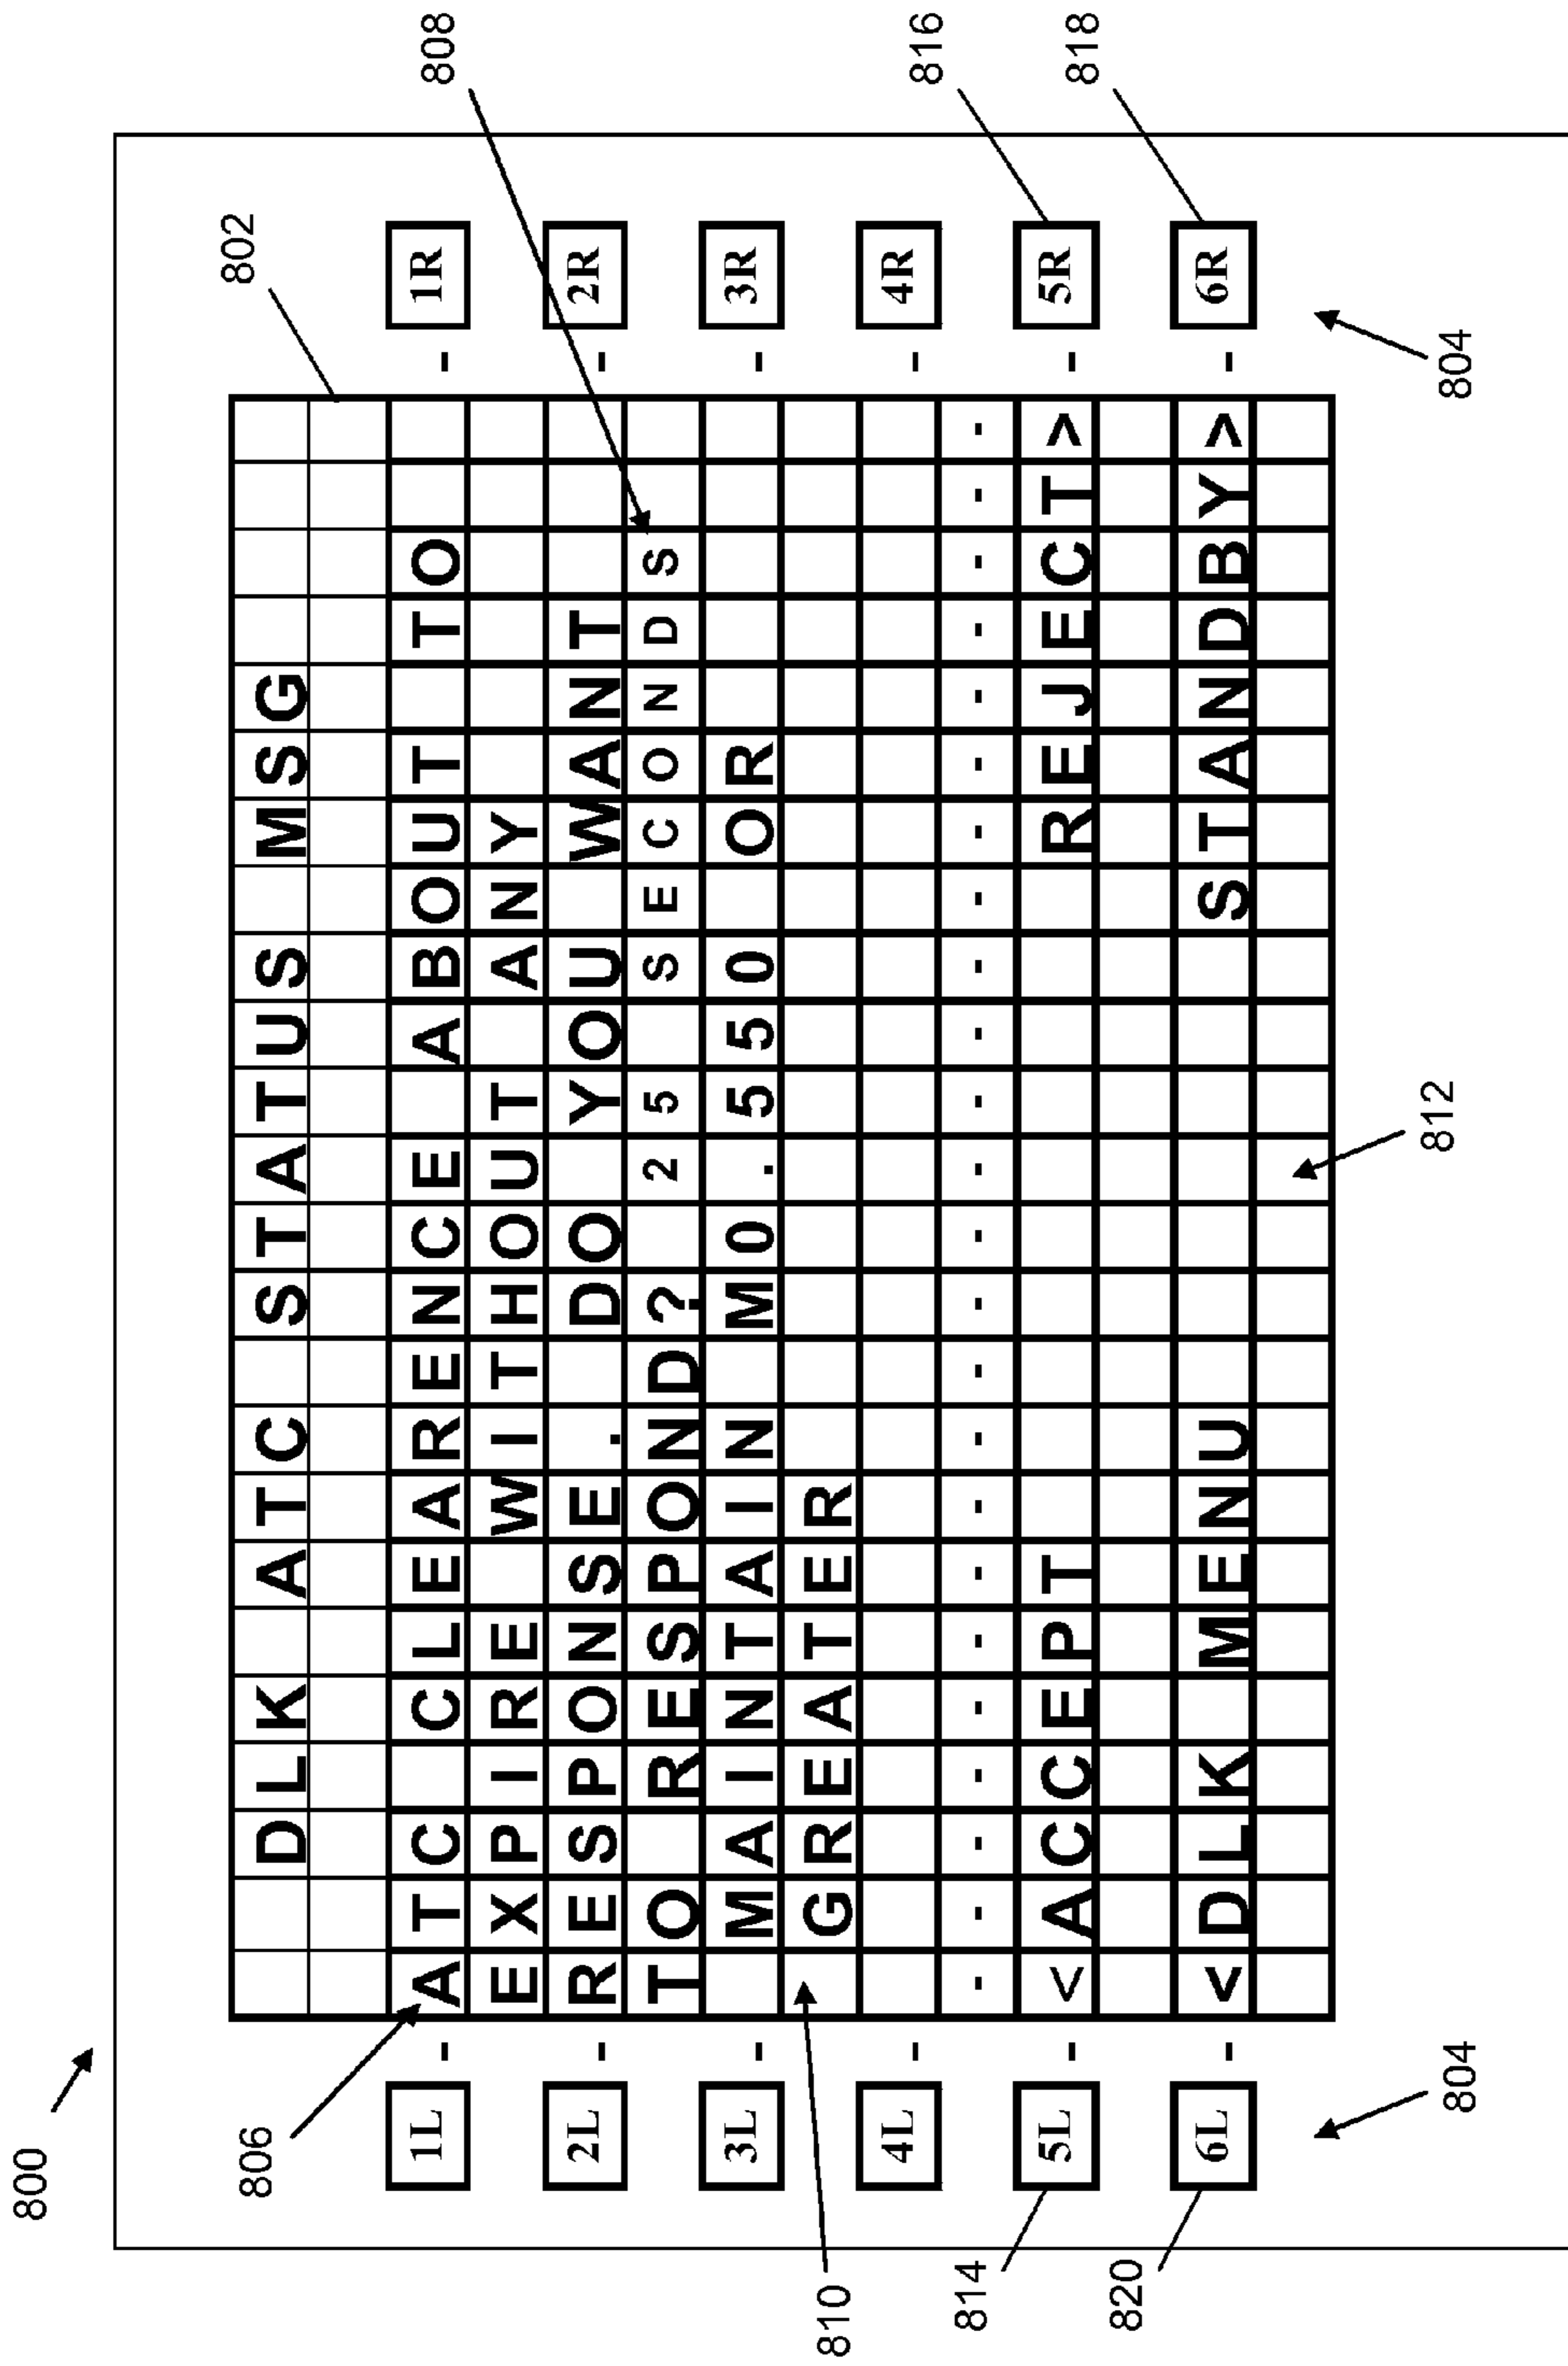 800
802
DLK ATC STATUS MSG
806
808
1L - ATC CLEARENCE ABOUT TO - 1R
EXPIRE WITHOUT ANY
2L - RESPONSE. DO YOU WANT - 2R
TO RESPOND? 25 SECONDS
3L - MAINTAIN M0.550 OR - 3R
810
GREATER
4L - - 4R
816
------------------------
814
5L - <ACCEPT REJECT> - 5R
818
820
6L - <DLK MENU STANDBY> - 6R
804
812
804